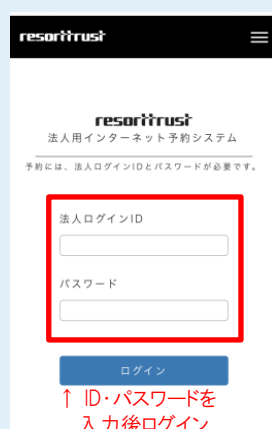 resorttrust
resorttrust
法人用インターネット予約システム
予約には、法人ログインIDとパスワードが必要です。
法人ログインID
パスワード
ログイン
↑ ID・パスワードを
入力後ログイン